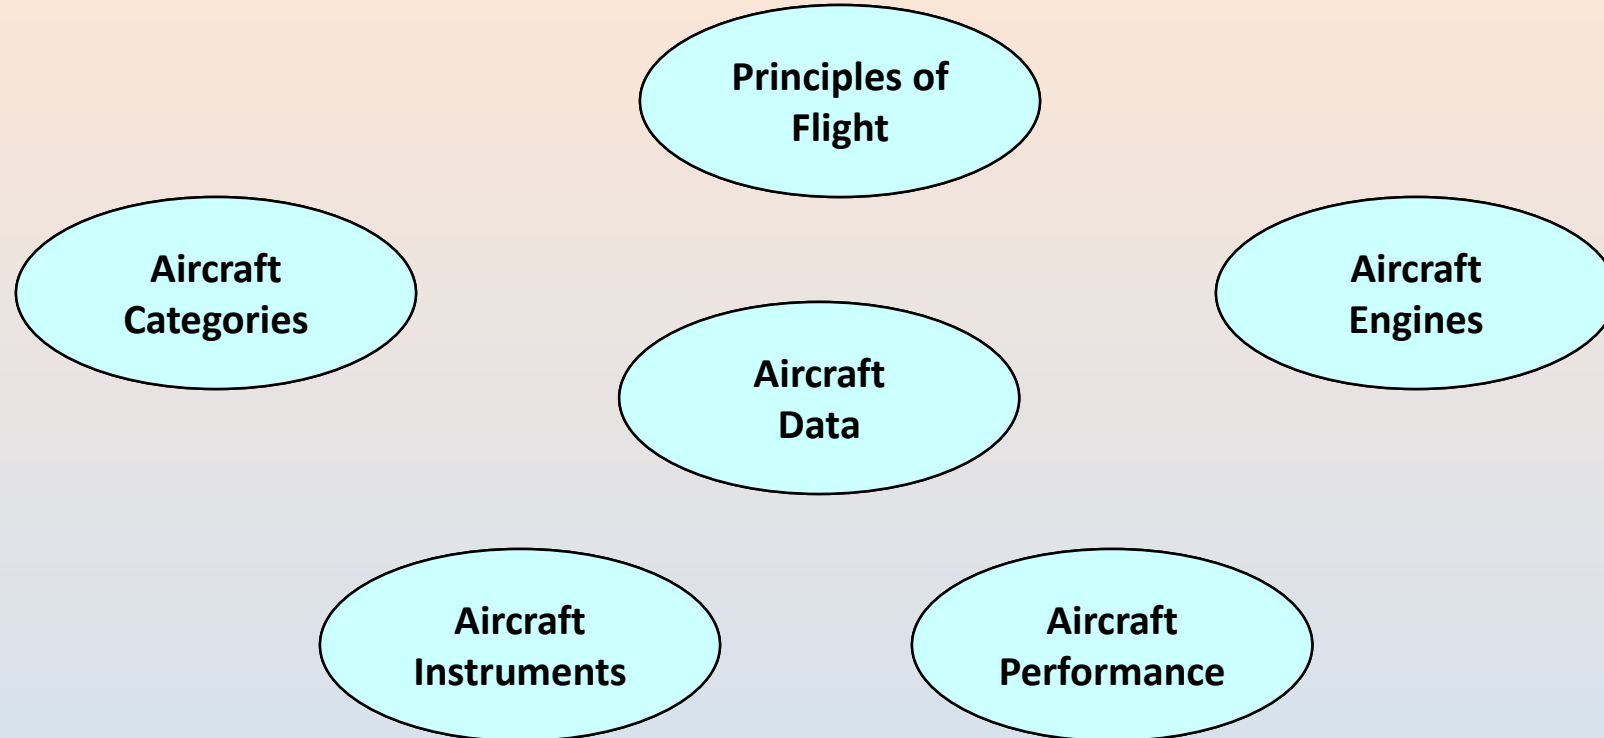 Principles of
Flight
Aircraft
Categories
Aircraft
Engines
Aircraft
Data
Aircraft
Instruments
Aircraft
Performance